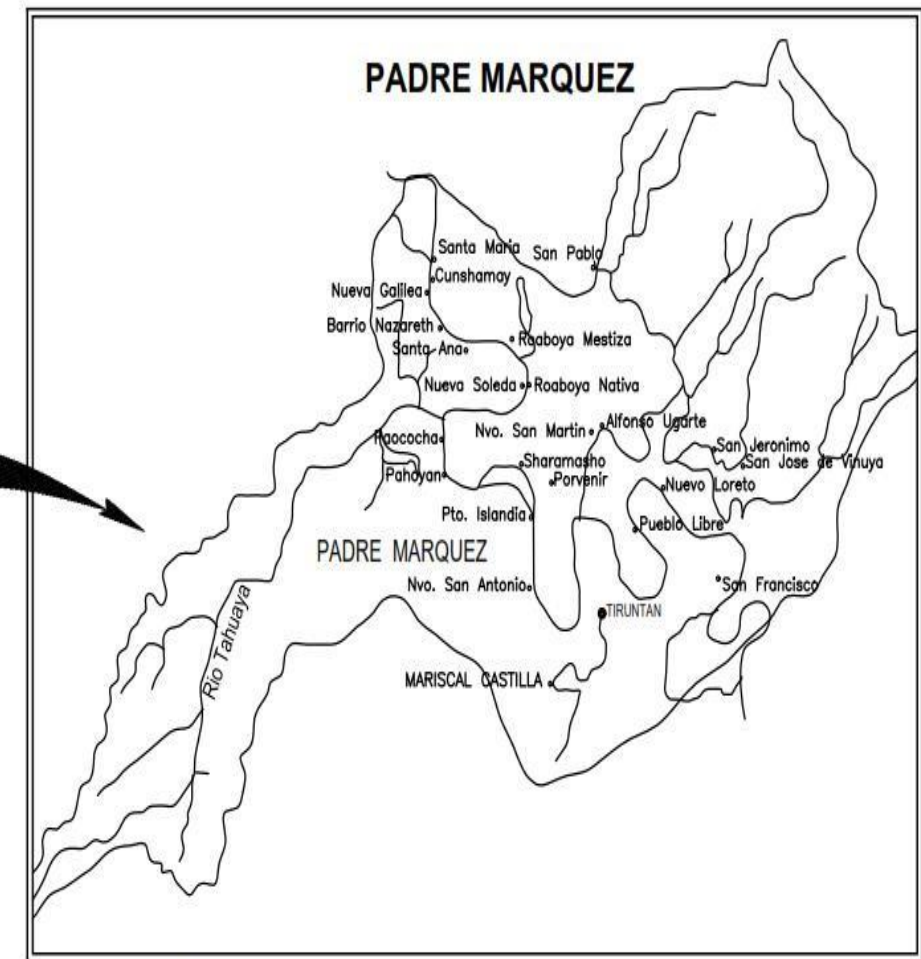 PADRE MARQUEZ
Santa Maria
San Pablo
Cunshamay
Nueva Galilea
Barrio Nazareth
Roaboya Mestiza
Santa Ana
Nueva Soleda
Roaboya Nativa
Alfonso Ugarte
Nvo. San Martin
Paococha
San Jeronimo
Sharamasho
San Jose de Vinuya
Pahoyan
Porvenir
Nuevo Loreto
Pto. Islandia
Pueblo Libre
PADRE MARQUEZ
Nvo. San Antonio
San Francisco
TIRUNTAN
Rio Tahuaya
MARISCAL CASTILLA